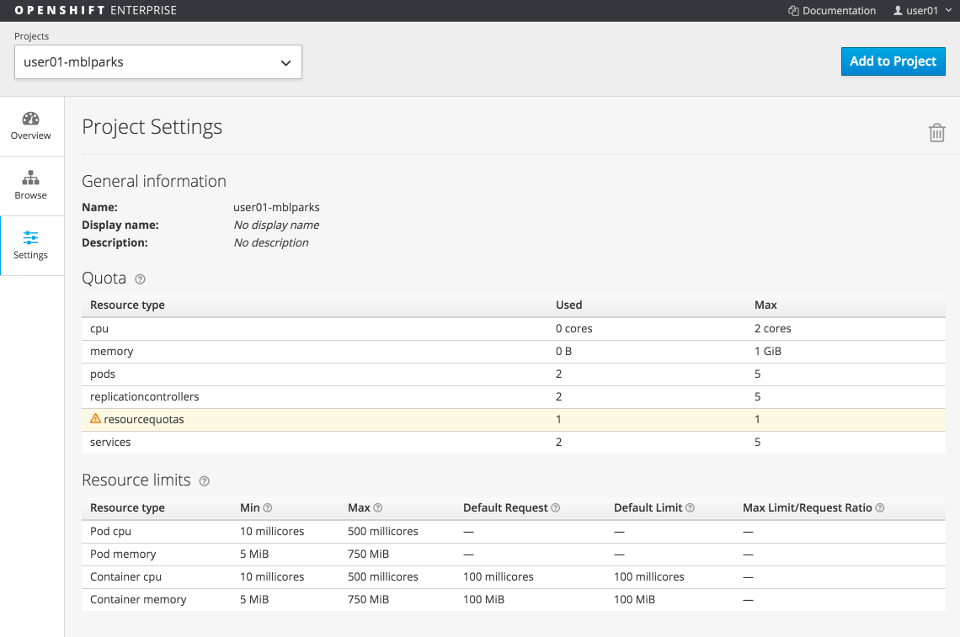 OPENSHIFT ENTERPRISE Documentation user01
Projects
user01-mblparks Add to Project
Overview
Browse
Settings
Project Settings
General information
Name: user01-mblparks
Display name: No display name
Description: No description
Quota ?
Resource type Used Max
cpu 0 cores 2 cores
memory 0 B 1 GiB
pods 2 5
replicationcontrollers 2 5
resourcequotas 1 1
services 2 5
Resource limits ?
Resource type Min ? Max ? Default Request ? Default Limit ? Max Limit/Request Ratio ?
Pod cpu 10 millicores 500 millicores — — —
Pod memory 5 MiB 750 MiB — — —
Container cpu 10 millicores 500 millicores 100 millicores 100 millicores —
Container memory 5 MiB 750 MiB 100 MiB 100 MiB —